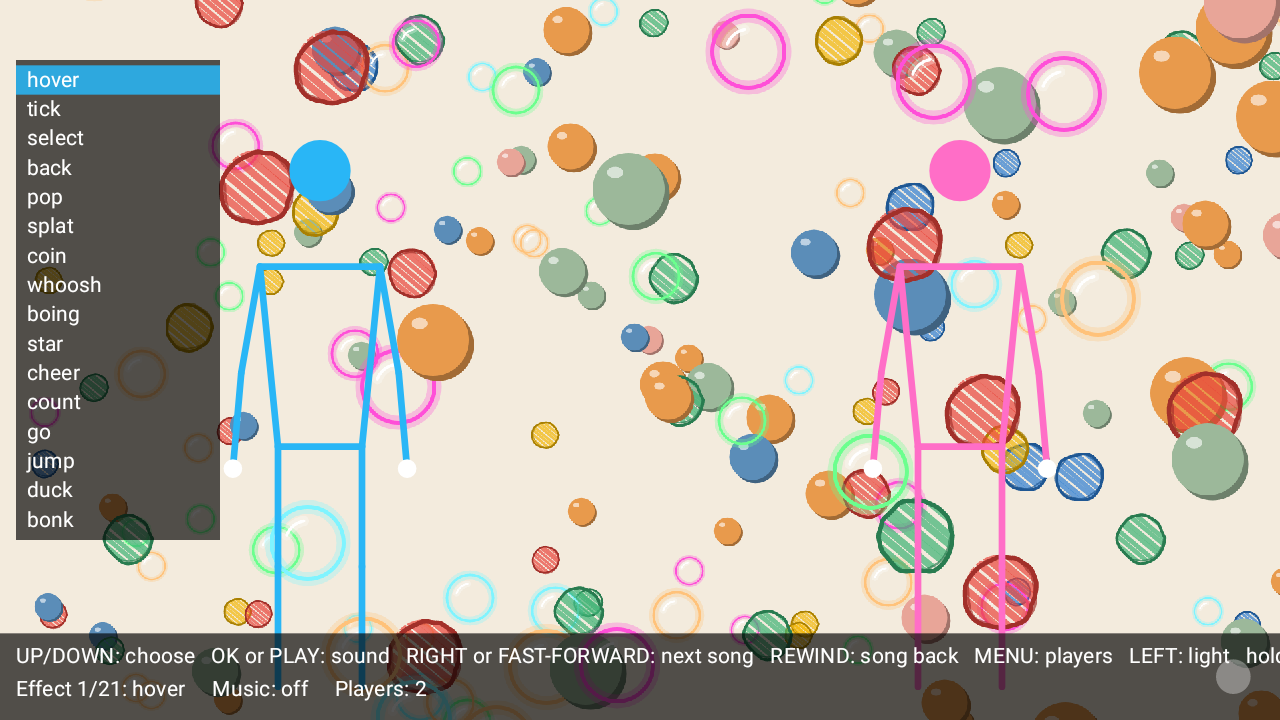 hover
tick
select
back
pop
splat
coin
whoosh
boing
star
cheer
count
go
jump
duck
bonk
UP/DOWN: choose OK or PLAY: sound RIGHT or FAST-FORWARD: next song REWIND: song back MENU: players LEFT: light hold
Effect 1/21: hover Music: off Players: 2